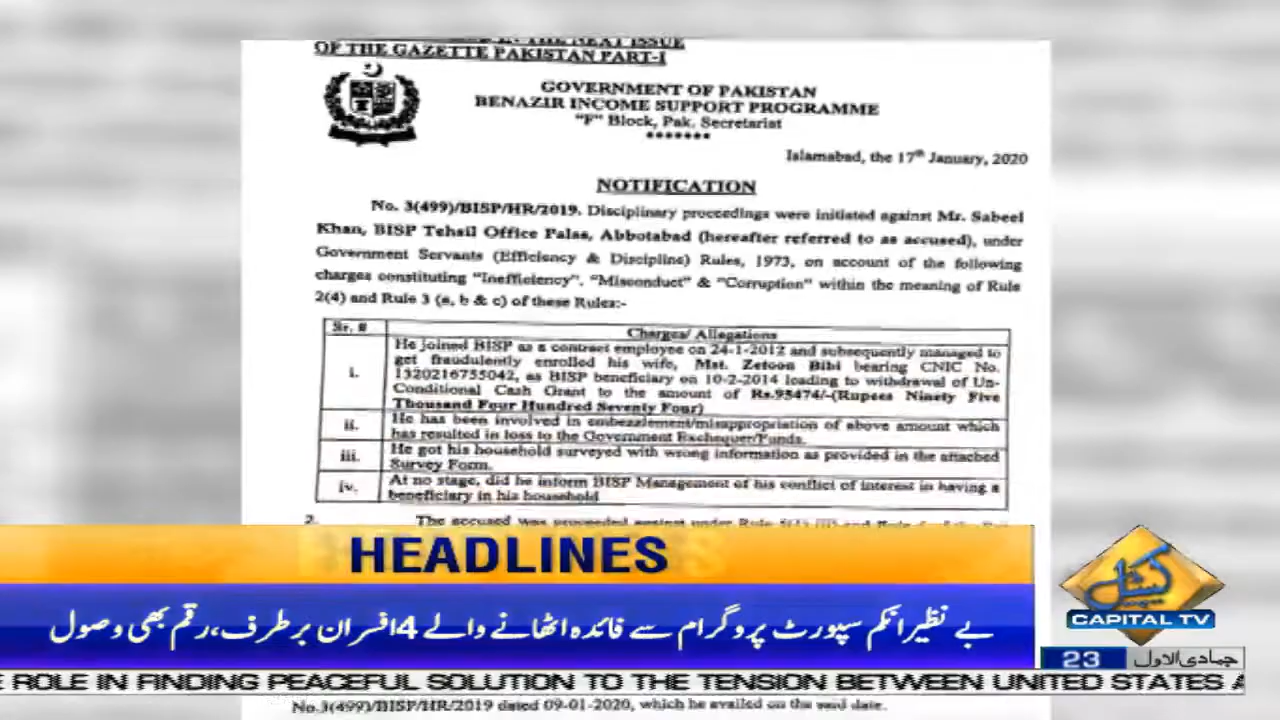 OF THE GAZETTE PAKISTAN PART-I
GOVERNMENT OF PAKISTAN
BENAZIR INCOME SUPPORT PROGRAMME
"F" Block, Pak. Secretariat
*******
Islamabad, the 17th January, 2020
NOTIFICATION
No. 3(499)/BISP/HR/2019. Disciplinary proceedings were initiated against Mr. Sabeel
Khan, BISP Tehsil Office Palas, Abbotabad (hereafter referred to as accused), under
Government Servants (Efficiency & Discipline) Rules, 1973, on account of the following
charges constituting "Inefficiency", "Misconduct" & "Corruption" within the meaning of Rule
2(4) and Rule 3 (a, b & c) of these Rules:-
Sr. # Charges/ Allegations
i. He joined BISP as a contract employee on 24-1-2012 and subsequently managed to
get fraudulently enrolled his wife, Mst. Zetoon Bibi bearing CNIC No.
1320216755042, as BISP beneficiary on 10-2-2014 leading to withdrawal of Un-
Conditional Cash Grant to the amount of Rs.95474/-(Rupees Ninety Five
Thousand Four Hundred Seventy Four)
ii. He has been involved in embezzlement/misappropriation of above amount which
has resulted in loss to the Government Exchequer/Funds.
iii. He got his household surveyed with wrong information as provided in the attached
Survey Form.
iv. At no stage, did he inform BISP Management of his conflict of interest in having a
beneficiary in his household
2. The accused was proceeded against under Rule
HEADLINES
بے نظیر انکم سپورٹ پروگرام سے فائدہ اٹھانے والے 4 افسران برطرف، رقم بھی وصول
کیپیٹل
CAPITAL TV
23 جمادی الاول
E ROLE IN FINDING PEACEFUL SOLUTION TO THE TENSION BETWEEN UNITED STATES A
No.3(499)/BISP/HR/2019 dated 09-01-2020, which he availed on the said date.